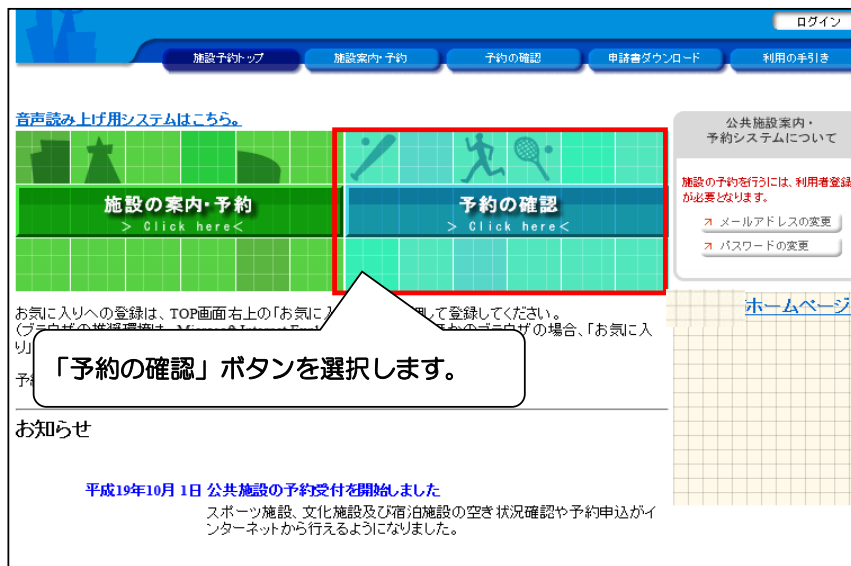 ログイン
施設予約トップ
施設案内・予約
予約の確認
申請書ダウンロード
利用の手引き
音声読み上げ用システムはこちら。
施設の案内・予約
> Click here<
予約の確認
> Click here<
公共施設案内・
予約システムについて
施設の予約を行うには、利用者登録
が必要となります。
メールアドレスの変更
パスワードの変更
ホームページ
お気に入りへの登録は、TOP画面右上の「お気に して登録してください。
の場合、「お気に入
り」
「予約の確認」ボタンを選択します。
お知らせ
平成19年10月 1日 公共施設の予約受付を開始しました
スポーツ施設、文化施設及び宿泊施設の空き状況確認や予約申込がイ
ンターネットから行えるようになりました。